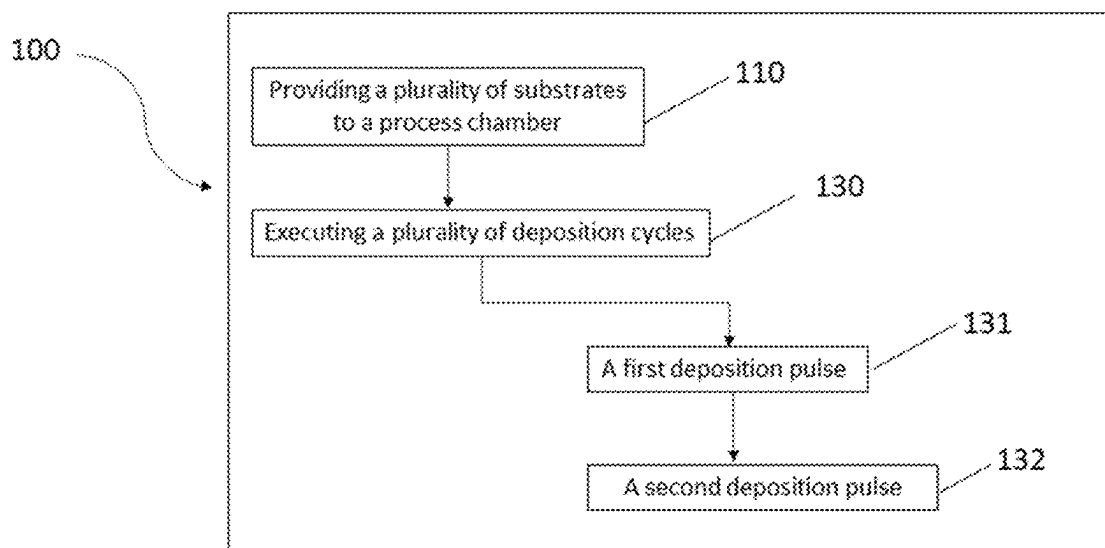 100
110
Providing a plurality of substrates
to a process chamber
130
Executing a plurality of deposition cycles
131
A first deposition pulse
132
A second deposition pulse